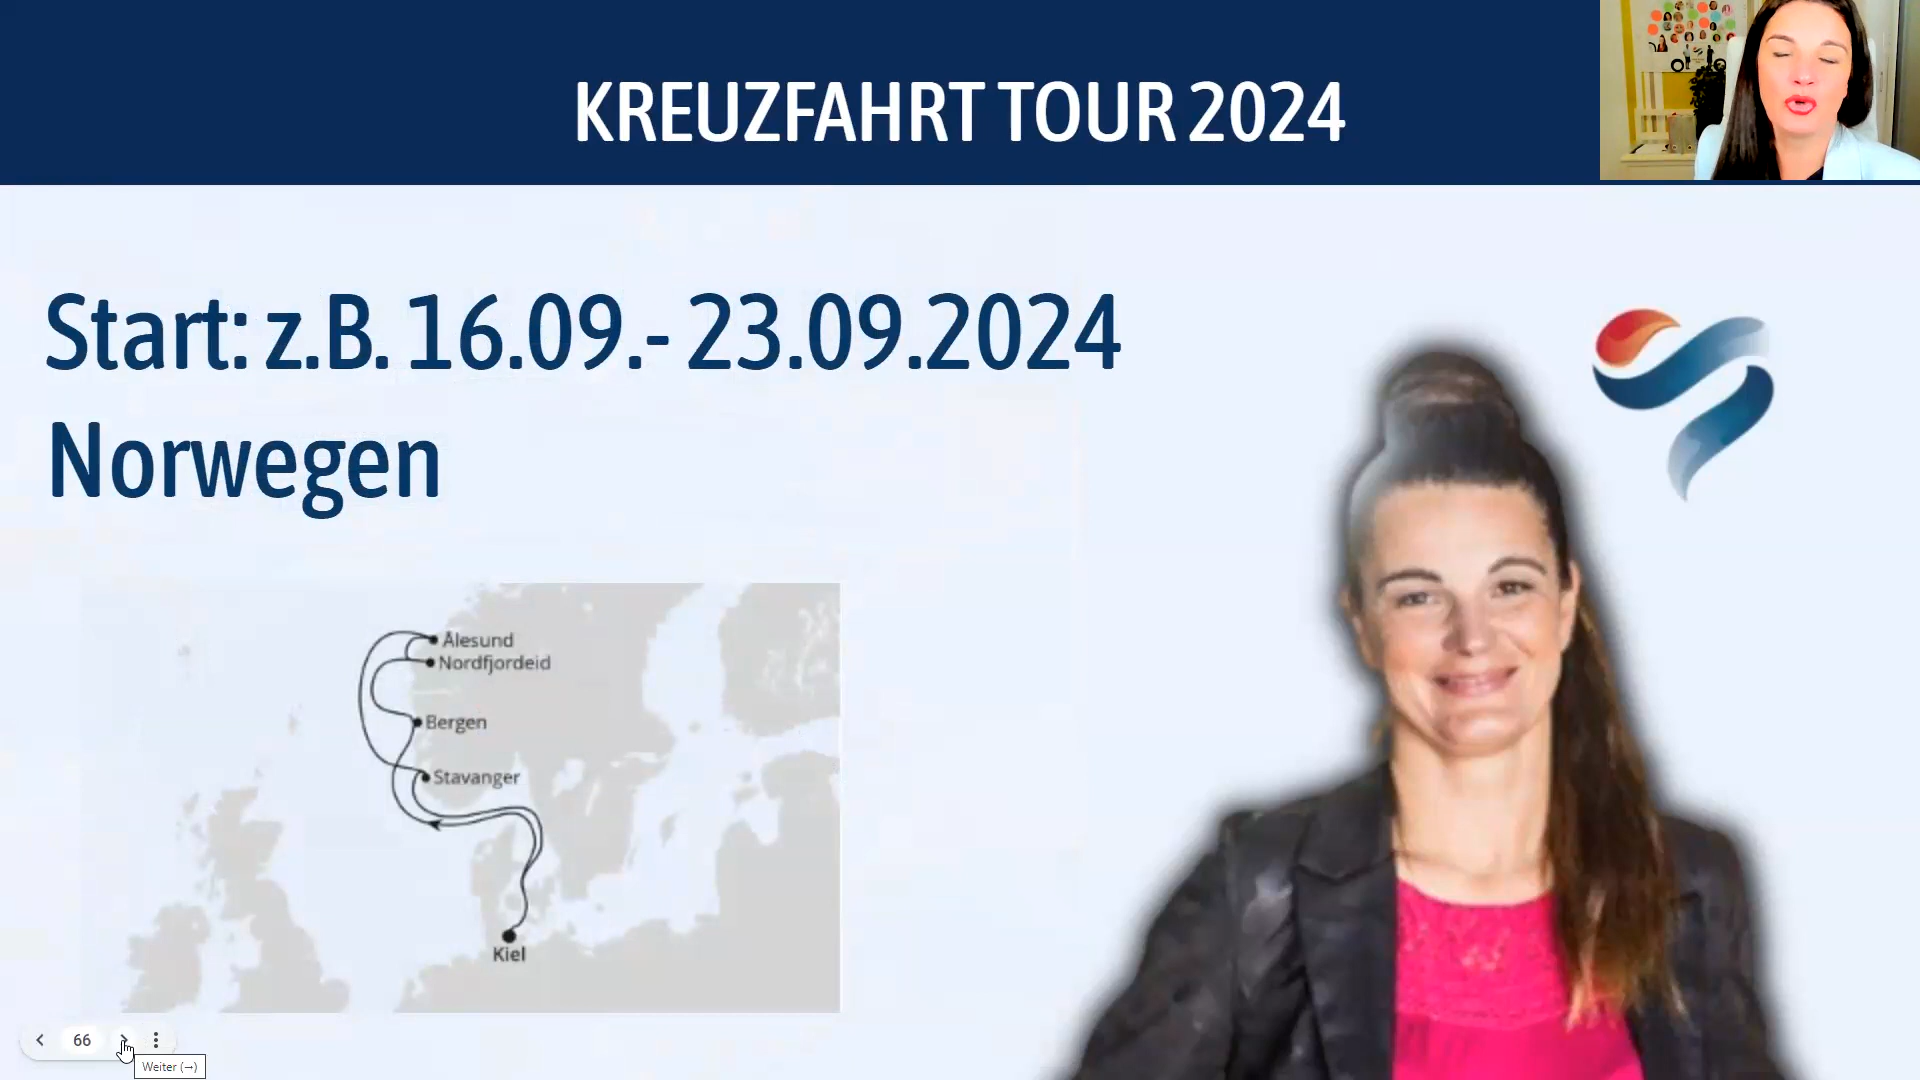 KREUZFAHRT TOUR 2024
Start: z.B. 16.09.- 23.09.2024
Norwegen
Ålesund
Nordfjordeid
Bergen
Stavanger
Kiel
66
Weiter (→)